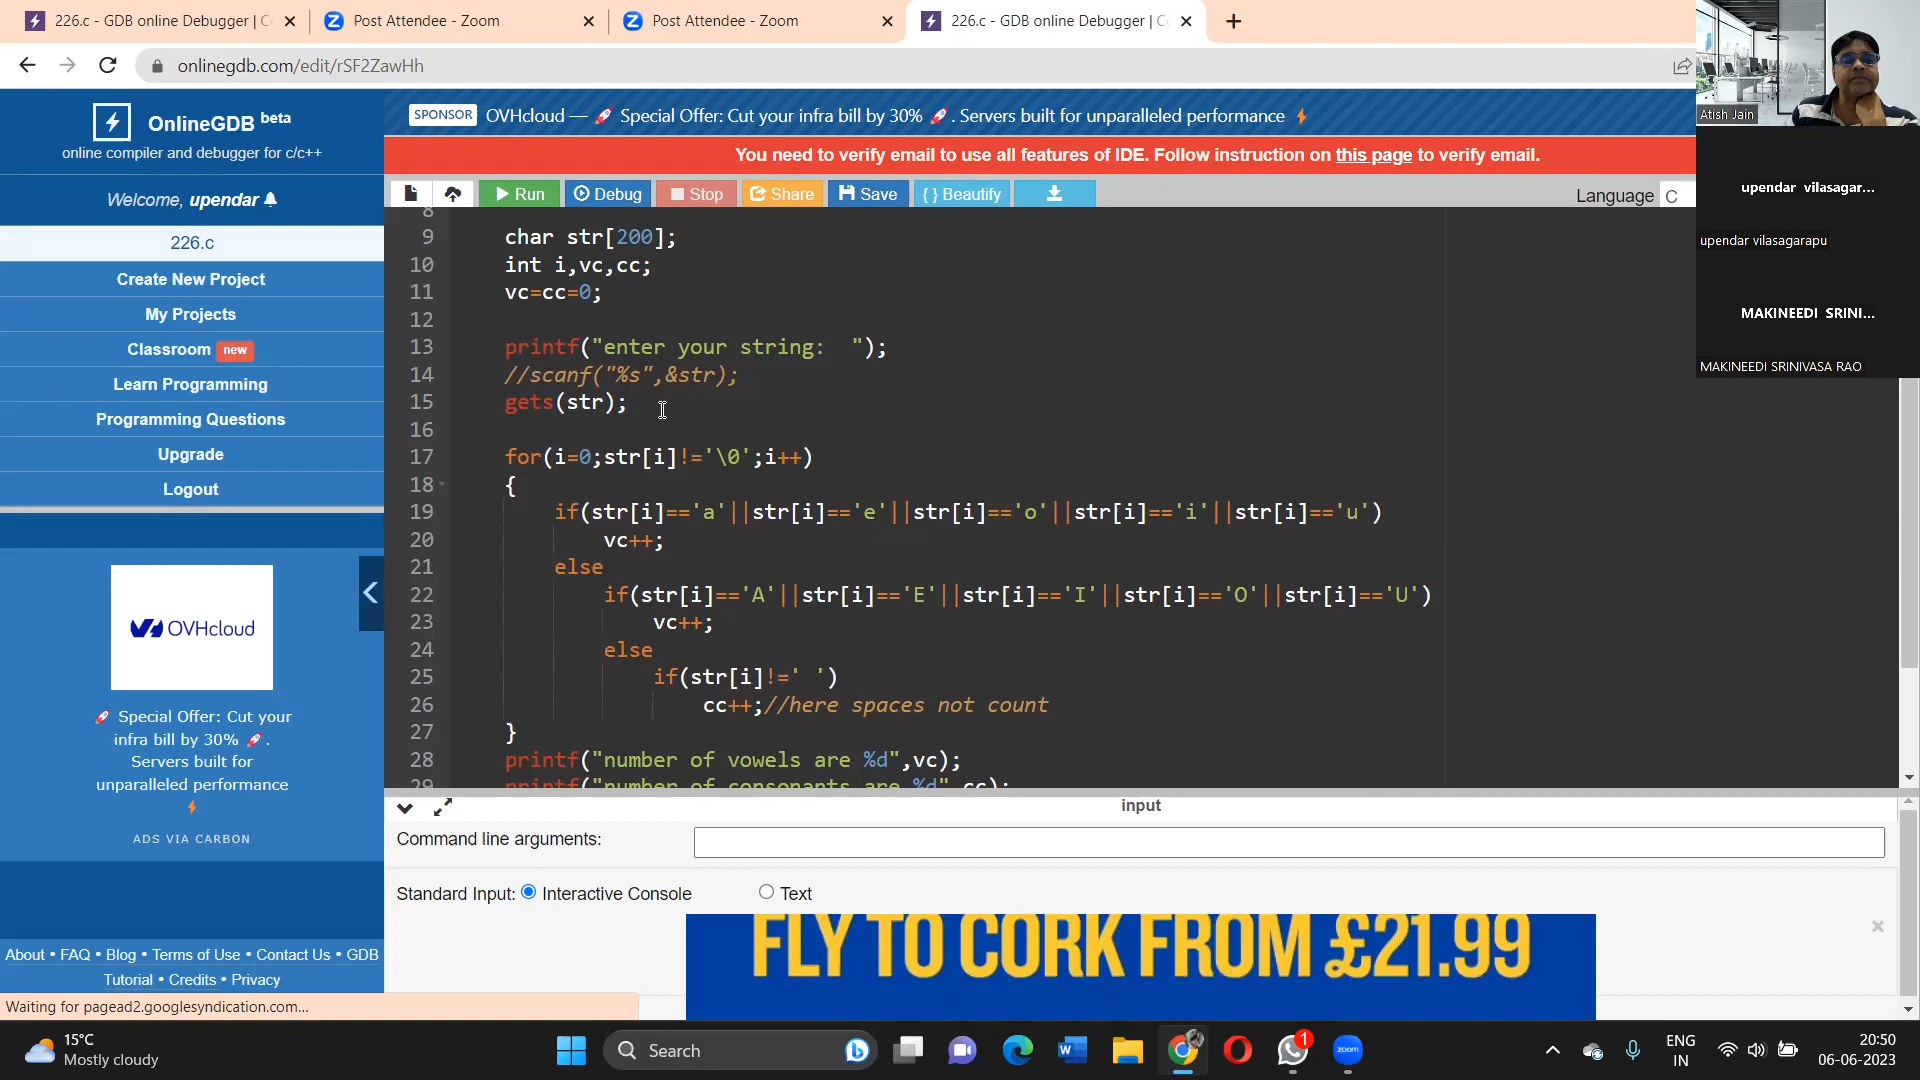 226.c - GDB online Debugger | C
Post Attendee - Zoom
Post Attendee - Zoom
226.c - GDB online Debugger | C
onlinegdb.com/edit/rSF2ZawHh
OnlineGDB beta
online compiler and debugger for c/c++
Welcome, upendar
226.c
Create New Project
My Projects
Classroom new
Learn Programming
Programming Questions
Upgrade
Logout
OVHcloud
🚀 Special Offer: Cut your
infra bill by 30% 🚀.
Servers built for
unparalleled performance
⚡
ADS VIA CARBON
About • FAQ • Blog • Terms of Use • Contact Us • GDB
Tutorial • Credits • Privacy
Waiting for pagead2.googlesyndication.com...
SPONSOR OVHcloud — 🚀 Special Offer: Cut your infra bill by 30% 🚀. Servers built for unparalleled performance ⚡
You need to verify email to use all features of IDE. Follow instruction on this page to verify email.
Run
Debug
Stop
Share
Save
{ } Beautify
Language C
8
9 char str[200];
10 int i,vc,cc;
11 vc=cc=0;
12
13 printf("enter your string:  ");
14 //scanf("%s",&str);
15 gets(str);
16
17 for(i=0;str[i]!='\0';i++)
18 {
19 if(str[i]=='a'||str[i]=='e'||str[i]=='o'||str[i]=='i'||str[i]=='u')
20 vc++;
21 else
22 if(str[i]=='A'||str[i]=='E'||str[i]=='I'||str[i]=='O'||str[i]=='U')
23 vc++;
24 else
25 if(str[i]!=' ')
26 cc++;//here spaces not count
27 }
28 printf("number of vowels are %d",vc);
29 printf("number of consonants are %d",cc);
input
Command line arguments:
Standard Input: Interactive Console Text
FLY TO CORK FROM £21.99
Atish Jain
upendar vilasagar...
upendar vilasagarapu
MAKINEEDI SRINI...
MAKINEEDI SRINIVASA RAO
15°C
Mostly cloudy
Search
1
zoom
ENG
IN
20:50
06-06-2023